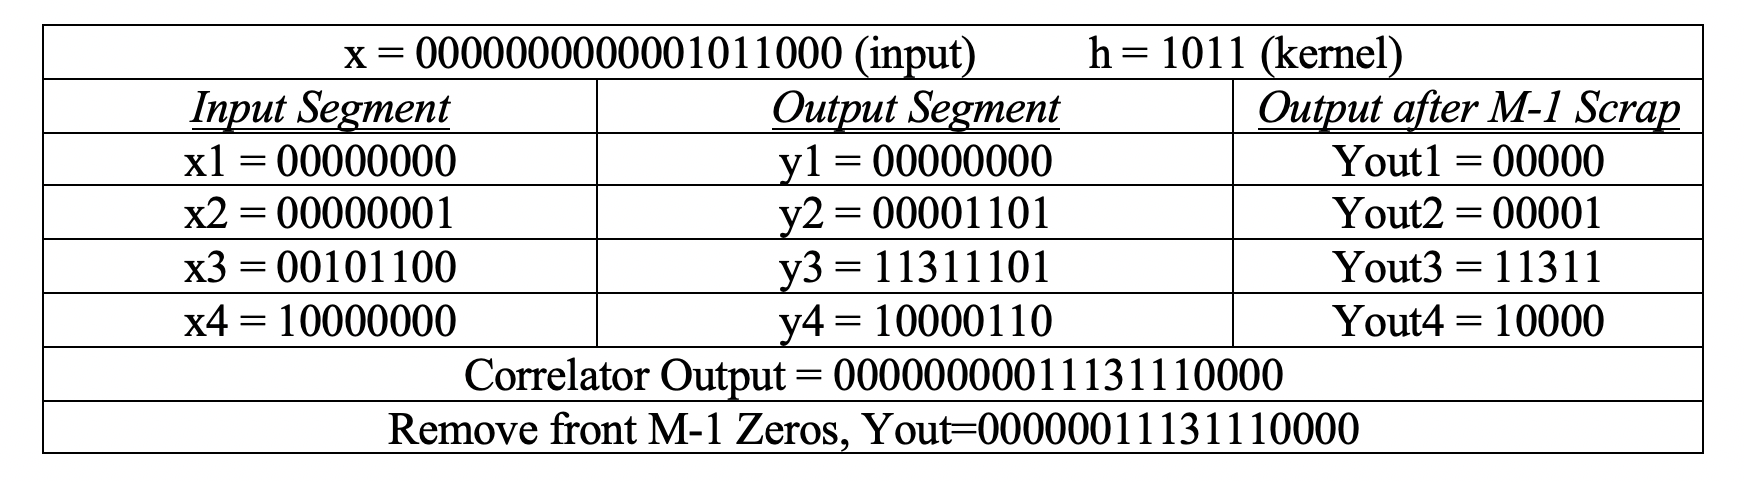 x = 0000000000001011000 (input) h = 1011 (kernel)
Input Segment Output Segment Output after M-1 Scrap
x1 = 00000000 y1 = 00000000 Yout1 = 00000
x2 = 00000001 y2 = 00001101 Yout2 = 00001
x3 = 00101100 y3 = 11311101 Yout3 = 11311
x4 = 10000000 y4 = 10000110 Yout4 = 10000
Correlator Output = 00000000011131110000
Remove front M-1 Zeros, Yout=00000011131110000